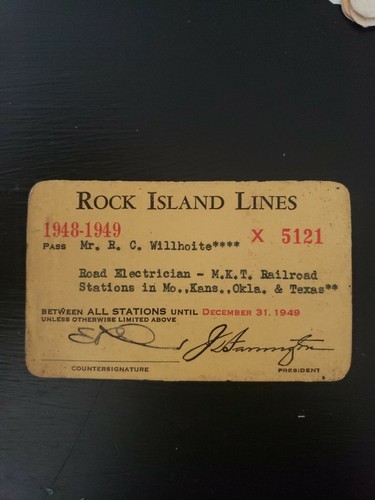 ROCK ISLAND LINES
1948-1949
PASS Mr. R. C. Willhoite**** X 5121
Road Electrician - M.K.T. Railroad
Stations in Mo.,Kans.,Okla. & Texas**
BETWEEN ALL STATIONS UNTIL DECEMBER 31, 1949
UNLESS OTHERWISE LIMITED ABOVE
J D Farrington
COUNTERSIGNATURE PRESIDENT